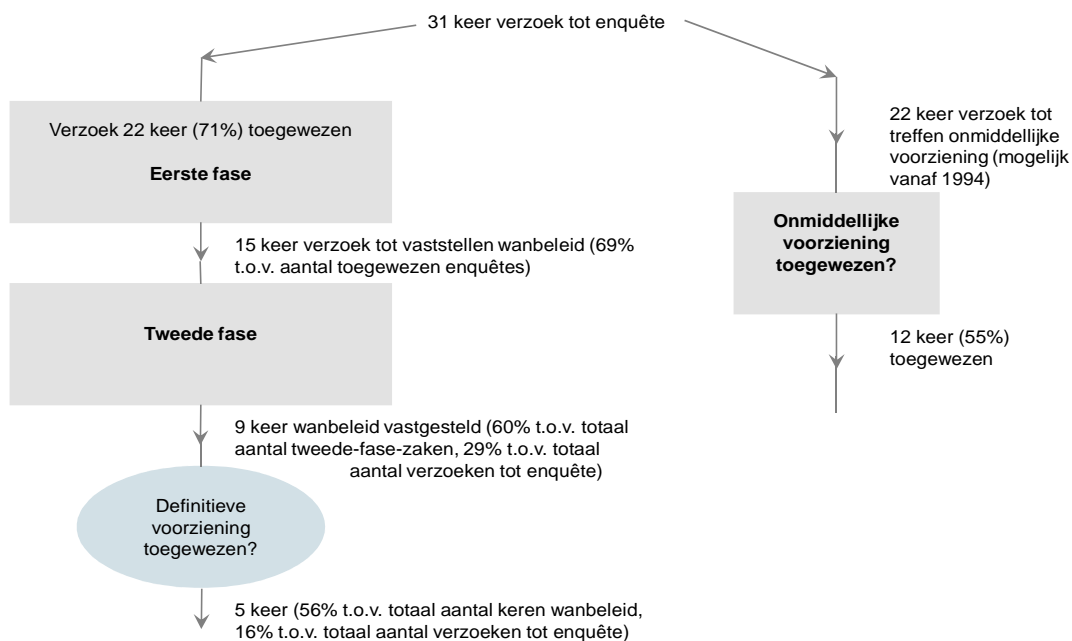 31 keer verzoek tot enquête
Verzoek 22 keer (71%) toegewezen
Eerste fase
22 keer verzoek tot
treffen onmiddellijke
voorziening (mogelijk
vanaf 1994)
Onmiddellijke
voorziening
toegewezen?
12 keer (55%)
toegewezen
15 keer verzoek tot vaststellen wanbeleid (69%
t.o.v. aantal toegewezen enquêtes)
Tweede fase
9 keer wanbeleid vastgesteld (60% t.o.v. totaal
aantal tweede-fase-zaken, 29% t.o.v. totaal
aantal verzoeken tot enquête)
Definitieve
voorziening
toegewezen?
5 keer (56% t.o.v. totaal aantal keren wanbeleid,
16% t.o.v. totaal aantal verzoeken tot enquête)